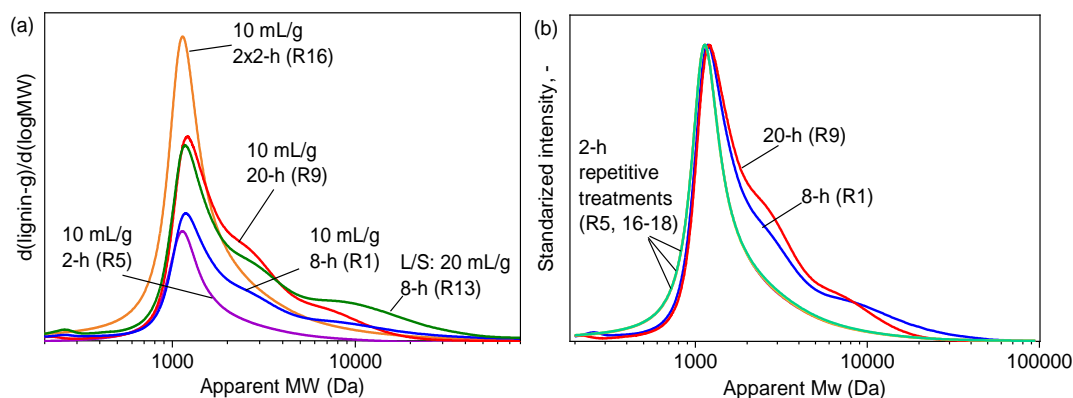 (a)
d(lignin-g)/d(logMW)
10 mL/g
2x2-h (R16)
10 mL/g
20-h (R9)
10 mL/g
2-h (R5)
10 mL/g
8-h (R1)
L/S: 20 mL/g
8-h (R13)
1000
10000
Apparent MW (Da)
(b)
Standarized intensity, -
2-h
repetitive
treatments
(R5, 16-18)
20-h (R9)
8-h (R1)
1000
10000
100000
Apparent Mw (Da)